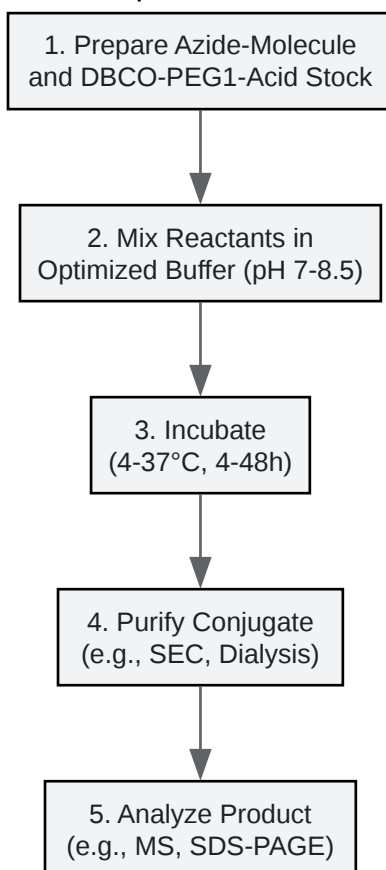 1. Prepare Azide-Molecule
and DBCO-PEG1-Acid Stock
2. Mix Reactants in
Optimized Buffer (pH 7-8.5)
3. Incubate
(4-37°C, 4-48h)
4. Purify Conjugate
(e.g., SEC, Dialysis)
5. Analyze Product
(e.g., MS, SDS-PAGE)